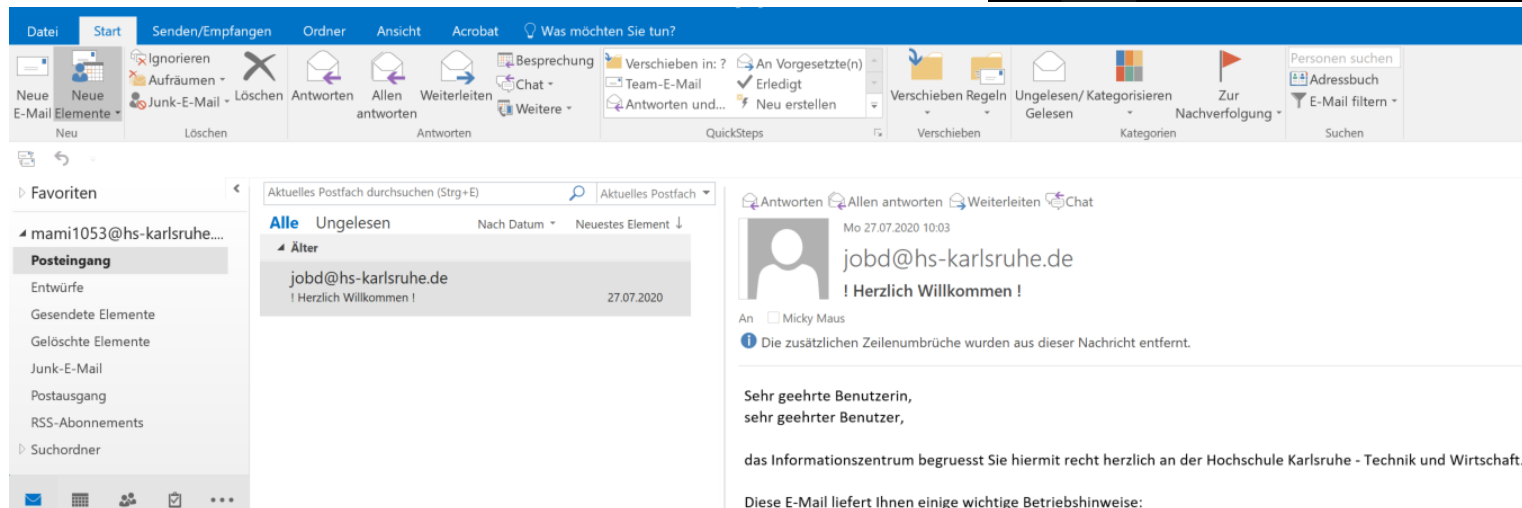 Datei Start Senden/Empfangen Ordner Ansicht Acrobat Was möchten Sie tun?
Neue E-Mail
Neue Elemente
Ignorieren
Aufräumen
Junk-E-Mail
Löschen
Antworten
Allen antworten
Weiterleiten
Besprechung
Chat
Weitere
Verschieben in: ?
Team-E-Mail
Antworten und...
An Vorgesetzte(n)
Erledigt
Neu erstellen
Verschieben
Regeln
Ungelesen/ Gelesen
Kategorisieren
Zur Nachverfolgung
Personen suchen
Adressbuch
E-Mail filtern
Neu Löschen Antworten QuickSteps Verschieben Kategorien Suchen
Favoriten
mami1053@hs-karlsruhe....
Posteingang
Entwürfe
Gesendete Elemente
Gelöschte Elemente
Junk-E-Mail
Postausgang
RSS-Abonnements
Suchordner
Aktuelles Postfach durchsuchen (Strg+E) Aktuelles Postfach
Alle Ungelesen Nach Datum Neuestes Element ↓
Älter
jobd@hs-karlsruhe.de
! Herzlich Willkommen ! 27.07.2020
Antworten Allen antworten Weiterleiten Chat
Mo 27.07.2020 10:03
jobd@hs-karlsruhe.de
! Herzlich Willkommen !
An Micky Maus
Die zusätzlichen Zeilenumbrüche wurden aus dieser Nachricht entfernt.
Sehr geehrte Benutzerin,
sehr geehrter Benutzer,
das Informationszentrum begruesst Sie hiermit recht herzlich an der Hochschule Karlsruhe - Technik und Wirtschaft.
Diese E-Mail liefert Ihnen einige wichtige Betriebshinweise: